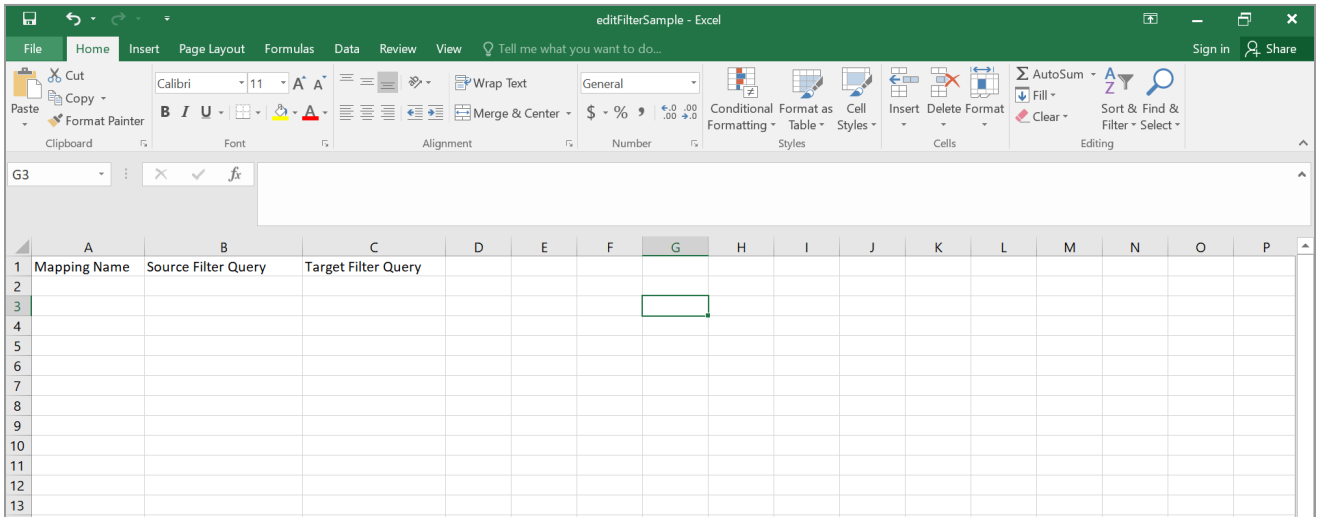 editFilterSample - Excel
File Home Insert Page Layout Formulas Data Review View Tell me what you want to do... Sign in Share
Cut
Copy
Format Painter
Paste
Clipboard
Calibri 11 A A
B I U A
Font
Wrap Text
Merge & Center
Alignment
General
$ % , .0 .00 .00 .0
Number
Conditional Formatting
Format as Table
Cell Styles
Styles
Insert Delete Format
Cells
AutoSum
Fill
Clear
Sort & Filter
Find & Select
Editing
G3 fx
A B C D E F G H I J K L M N O P
1 Mapping Name Source Filter Query Target Filter Query
2
3
4
5
6
7
8
9
10
11
12
13